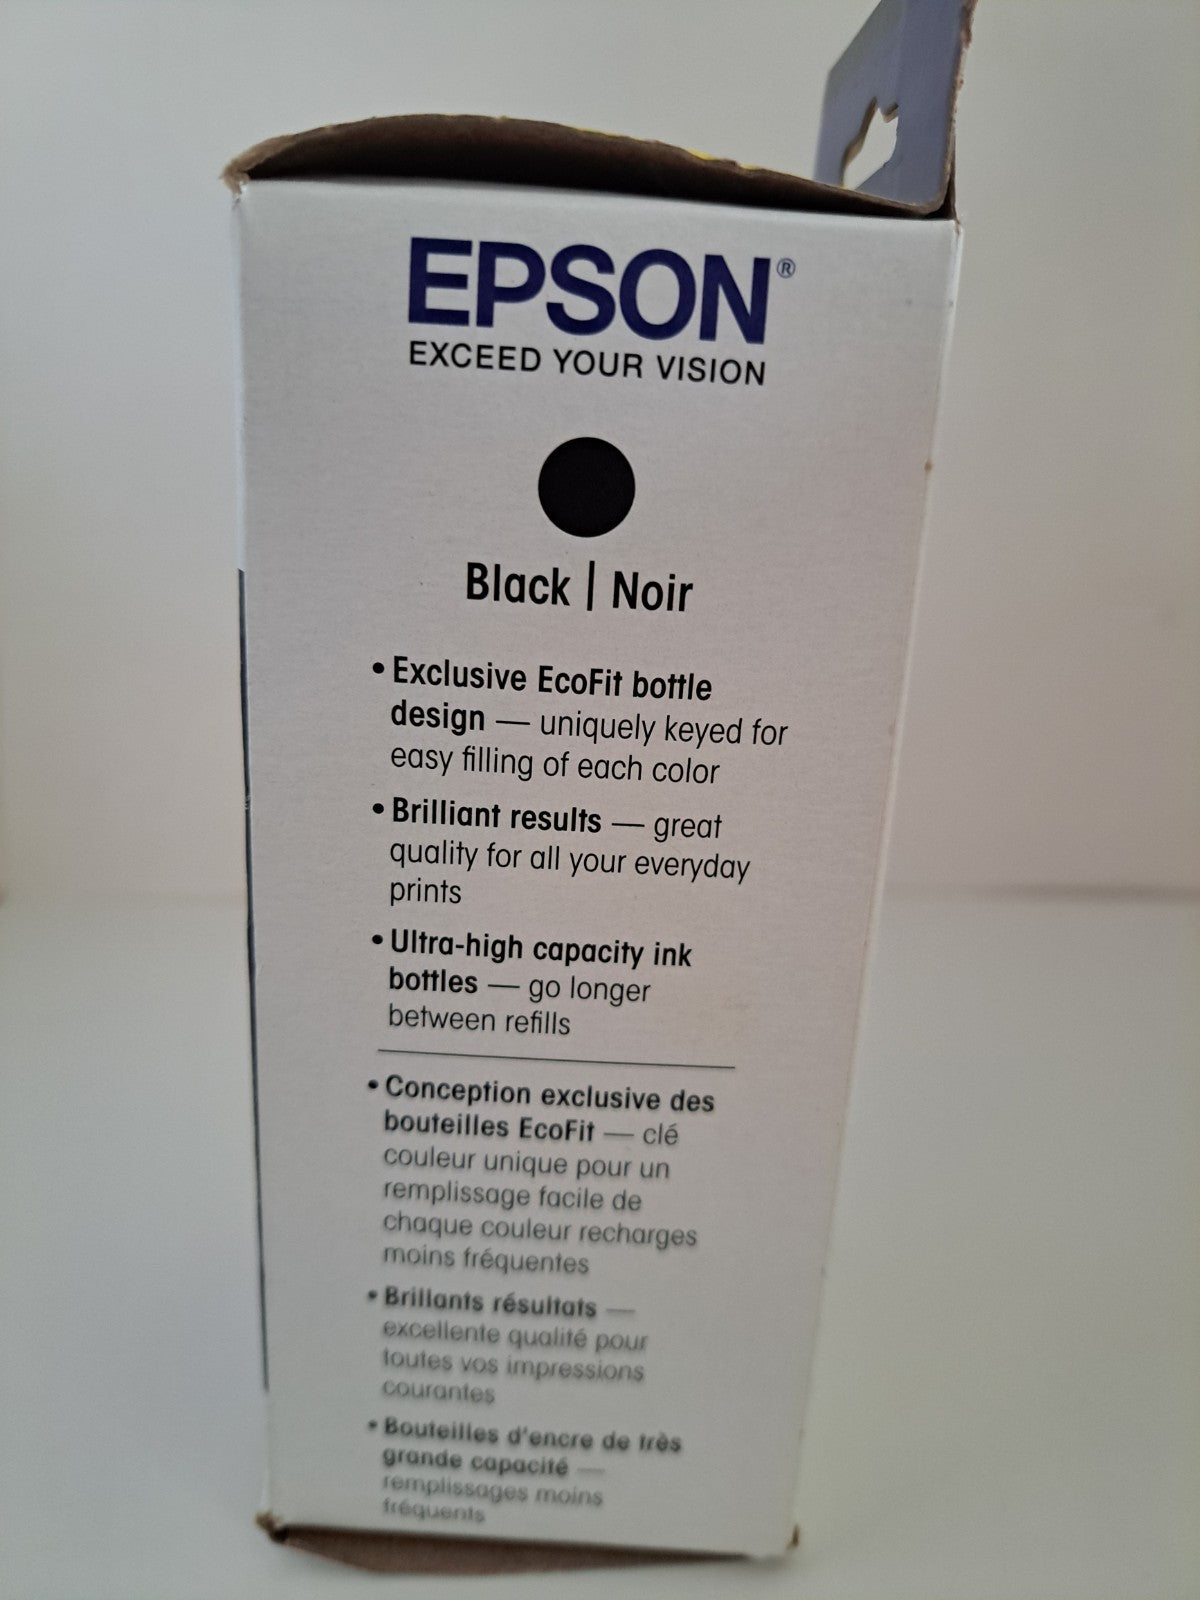 EPSON®
EXCEED YOUR VISION
Black | Noir
• Exclusive EcoFit bottle
design — uniquely keyed for
easy filling of each color
• Brilliant results — great
quality for all your everyday
prints
• Ultra-high capacity ink
bottles — go longer
between refills
• Conception exclusive des
bouteilles EcoFit — clé
couleur unique pour un
remplissage facile de
chaque couleur recharges
moins fréquentes
• Brillants résultats —
excellente qualité pour
toutes vos impressions
courantes
• Bouteilles d'encre de très
grande capacité —
remplissages moins
fréquents